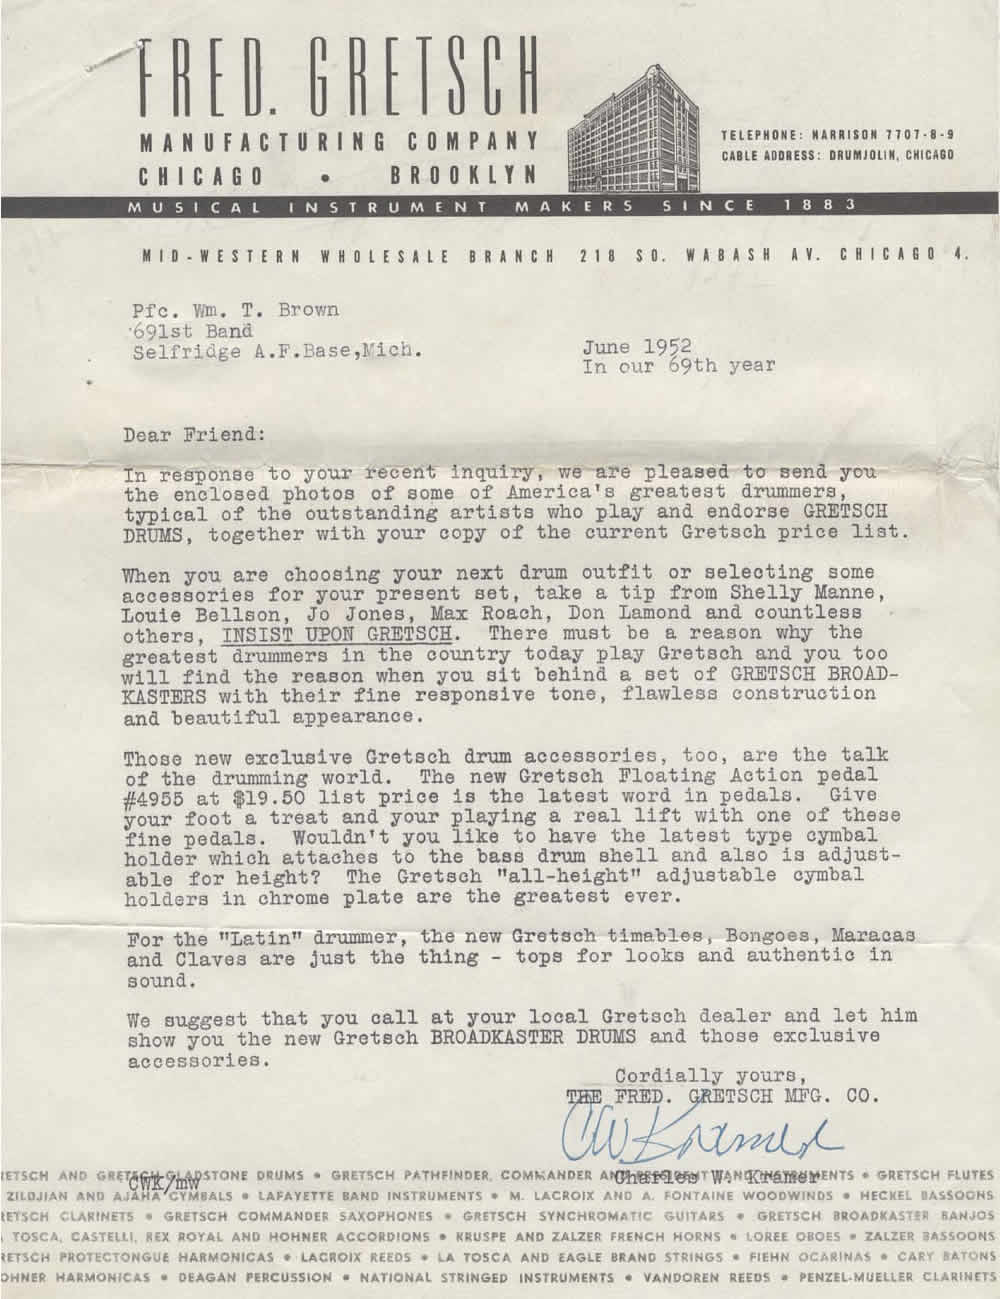 FRED. GRETSCH
MANUFACTURING COMPANY
CHICAGO • BROOKLYN
TELEPHONE: HARRISON 7707-8-9
CABLE ADDRESS: DRUMJOLIN, CHICAGO
MUSICAL INSTRUMENT MAKERS SINCE 1883
MID-WESTERN WHOLESALE BRANCH 218 SO. WABASH AV. CHICAGO 4.
Pfc. Wm. T. Brown
691st Band
Selfridge A.F.Base,Mich.
June 1952
In our 69th year
Dear Friend:
In response to your recent inquiry, we are pleased to send you
the enclosed photos of some of America's greatest drummers,
typical of the outstanding artists who play and endorse GRETSCH
DRUMS, together with your copy of the current Gretsch price list.
When you are choosing your next drum outfit or selecting some
accessories for your present set, take a tip from Shelly Manne,
Louie Bellson, Jo Jones, Max Roach, Don Lamond and countless
others, INSIST UPON GRETSCH. There must be a reason why the
greatest drummers in the country today play Gretsch and you too
will find the reason when you sit behind a set of GRETSCH BROAD-
KASTERS with their fine responsive tone, flawless construction
and beautiful appearance.
Those new exclusive Gretsch drum accessories, too, are the talk
of the drumming world. The new Gretsch Floating Action pedal
#4955 at $19.50 list price is the latest word in pedals. Give
your foot a treat and your playing a real lift with one of these
fine pedals. Wouldn't you like to have the latest type cymbal
holder which attaches to the bass drum shell and also is adjust-
able for height? The Gretsch "all-height" adjustable cymbal
holders in chrome plate are the greatest ever.
For the "Latin" drummer, the new Gretsch timables, Bongoes, Maracas
and Claves are just the thing - tops for looks and authentic in
sound.
We suggest that you call at your local Gretsch dealer and let him
show you the new Gretsch BROADKASTER DRUMS and those exclusive
accessories.
Cordially yours,
THE FRED. GRETSCH MFG. CO.
CW Kramer
Charles W. Kramer
CWK/mw
RETSCH AND GRETSCH-GLADSTONE DRUMS • GRETSCH PATHFINDER, COMMANDER AND PRESIDENT BAND INSTRUMENTS • GRETSCH FLUTES
ZILDJIAN AND AJAHA CYMBALS • LAFAYETTE BAND INSTRUMENTS • M. LACROIX AND A. FONTAINE WOODWINDS • HECKEL BASSOONS
RETSCH CLARINETS • GRETSCH COMMANDER SAXOPHONES • GRETSCH SYNCHROMATIC GUITARS • GRETSCH BROADKASTER BANJOS
TOSCA, CASTELLI, REX ROYAL AND HOHNER ACCORDIONS • KRUSPE AND ZALZER FRENCH HORNS • LOREE OBOES • ZALZER BASSOONS
RETSCH PROTECTONGUE HARMONICAS • LACROIX REEDS • LA TOSCA AND EAGLE BRAND STRINGS • FIEHN OCARINAS • CARY BATONS
OHNER HARMONICAS • DEAGAN PERCUSSION • NATIONAL STRINGED INSTRUMENTS • VANDOREN REEDS • PENZEL-MUELLER CLARINETS